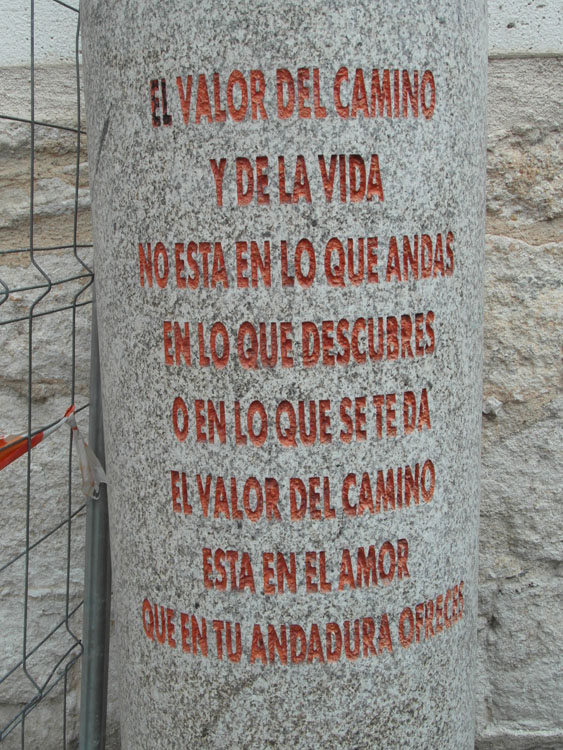 EL VALOR DEL CAMINO
Y DE LA VIDA
NO ESTA EN LO QUE ANDAS
EN LO QUE DESCUBRES
O EN LO QUE SE TE DA
EL VALOR DEL CAMINO
ESTA EN EL AMOR
QUE EN TU ANDADURA OFRECES